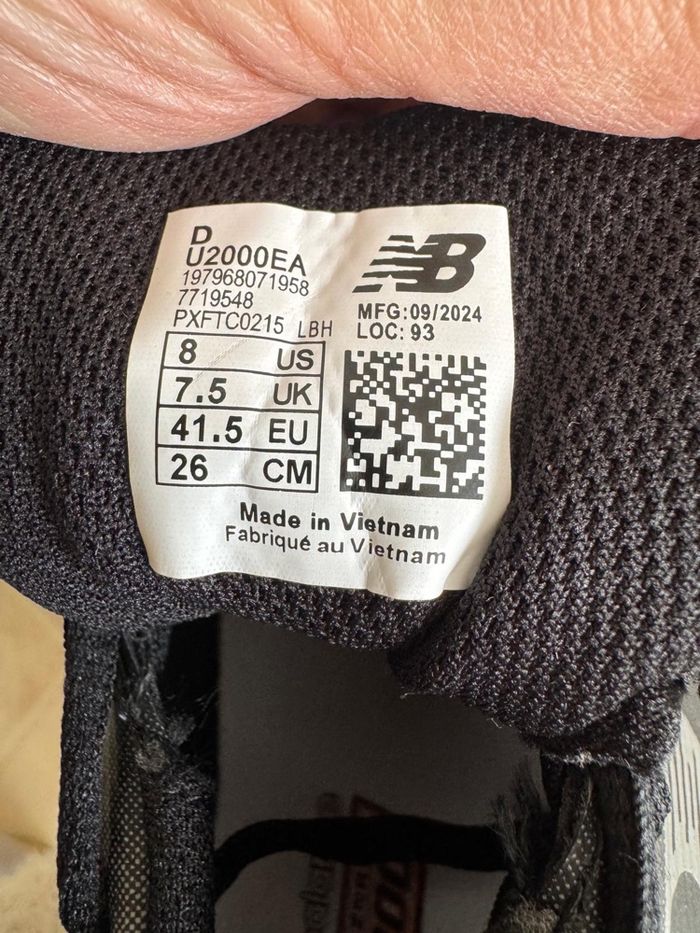 D
U2000EA
197968071958
7719548
PXFTC0215 LBH
NB
MFG:09/2024
LOC: 93
8 US
7.5 UK
41.5 EU
26 CM
Made in Vietnam
Fabriqué au Vietnam